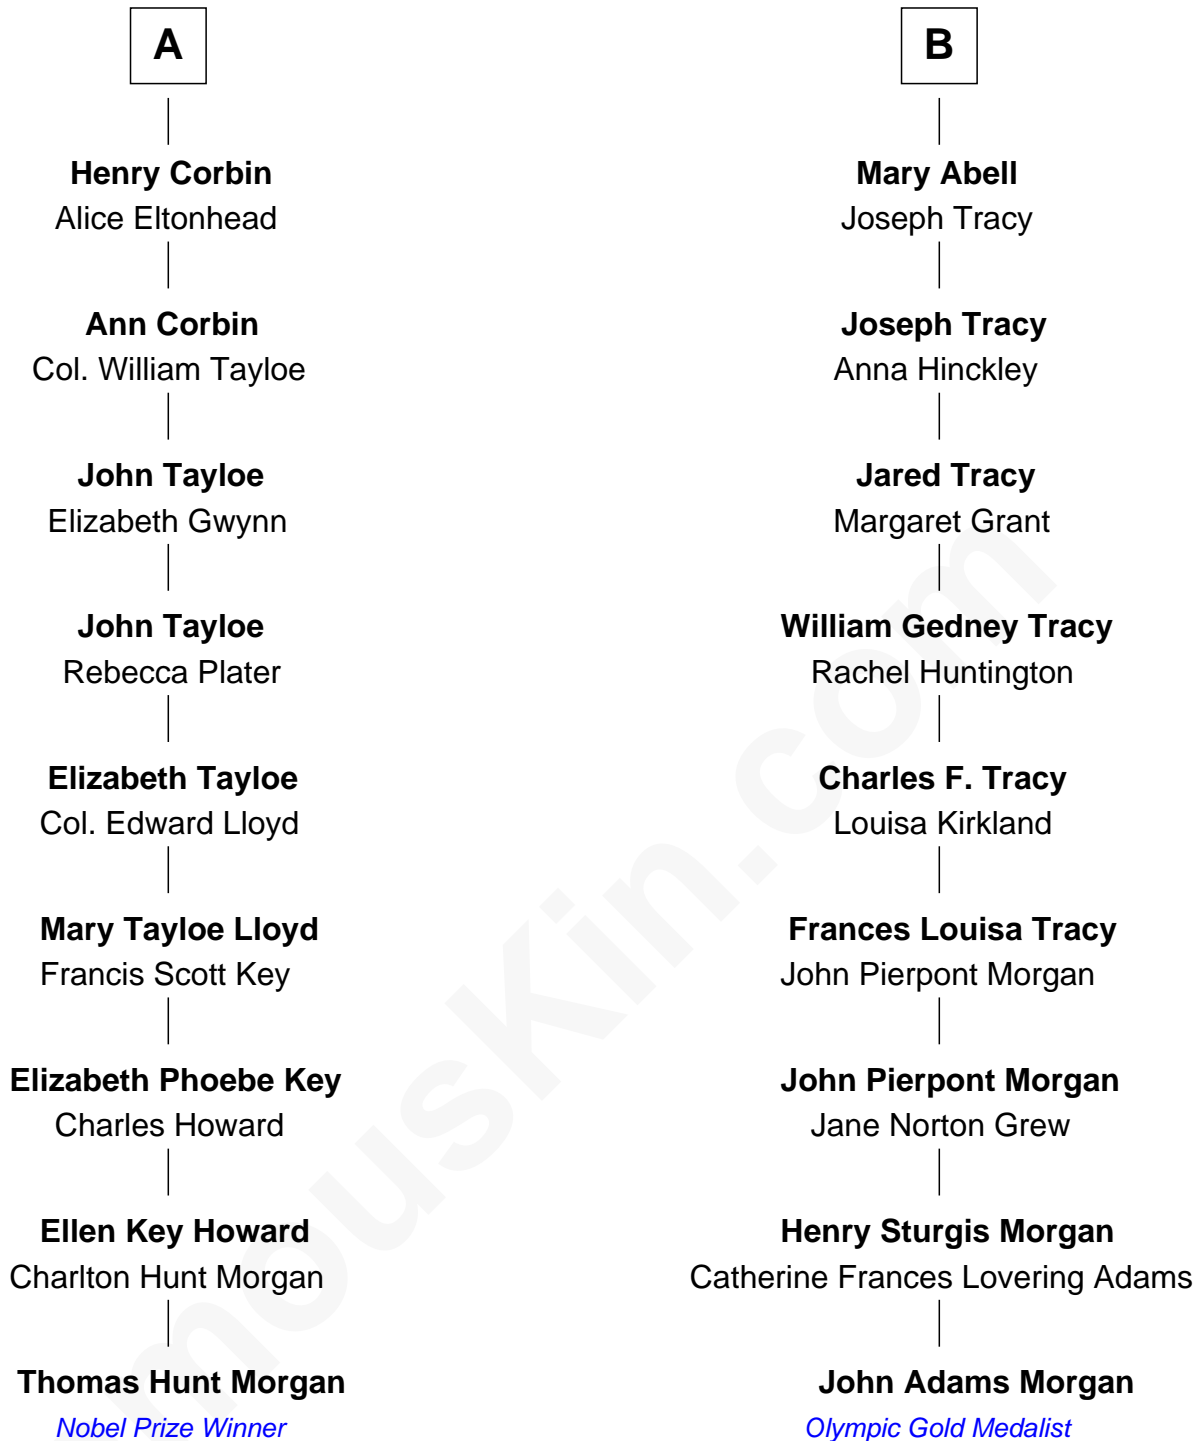 A
Henry Corbin
Alice Eltonhead
Ann Corbin
Col. William Tayloe
John Tayloe
Elizabeth Gwynn
John Tayloe
Rebecca Plater
Elizabeth Tayloe
Col. Edward Lloyd
Mary Tayloe Lloyd
Francis Scott Key
Elizabeth Phoebe Key
Charles Howard
Ellen Key Howard
Charlton Hunt Morgan
Thomas Hunt Morgan
Nobel Prize Winner
B
Mary Abell
Joseph Tracy
Joseph Tracy
Anna Hinckley
Jared Tracy
Margaret Grant
William Gedney Tracy
Rachel Huntington
Charles F. Tracy
Louisa Kirkland
Frances Louisa Tracy
John Pierpont Morgan
John Pierpont Morgan
Jane Norton Grew
Henry Sturgis Morgan
Catherine Frances Lovering Adams
John Adams Morgan
Olympic Gold Medalist
mousKin.com